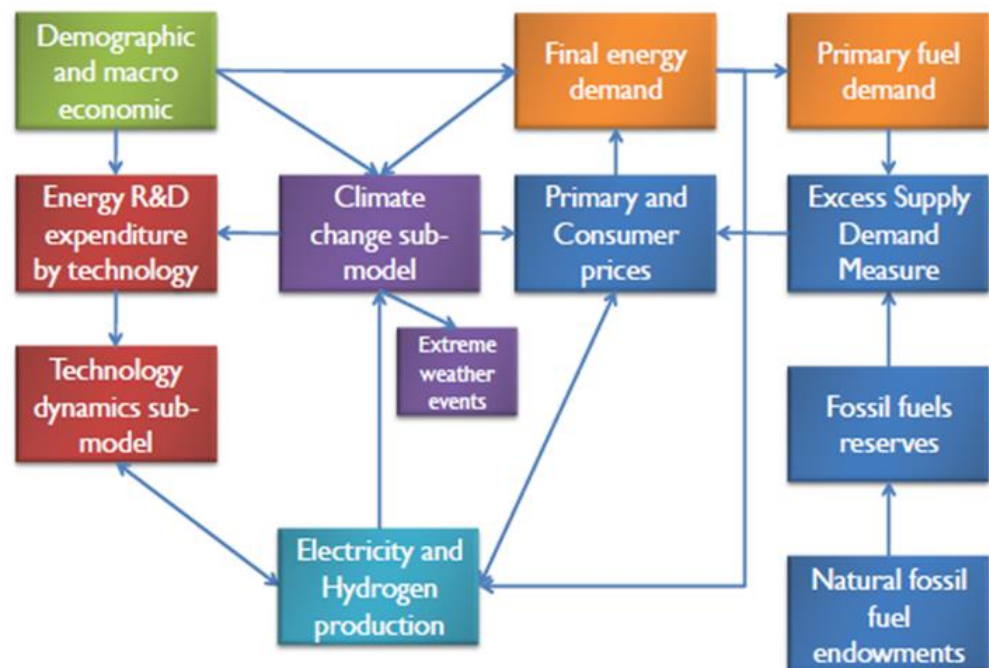 Demographic
and macro
economic
Final energy
demand
Primary fuel
demand
Energy R&D
expenditure
by technology
Climate
change sub-
model
Primary and
Consumer
prices
Excess Supply
Demand
Measure
Technology
dynamics sub-
model
Extreme
weather
events
Fossil fuels
reserves
Electricity and
Hydrogen
production
Natural fossil
fuel
endowments